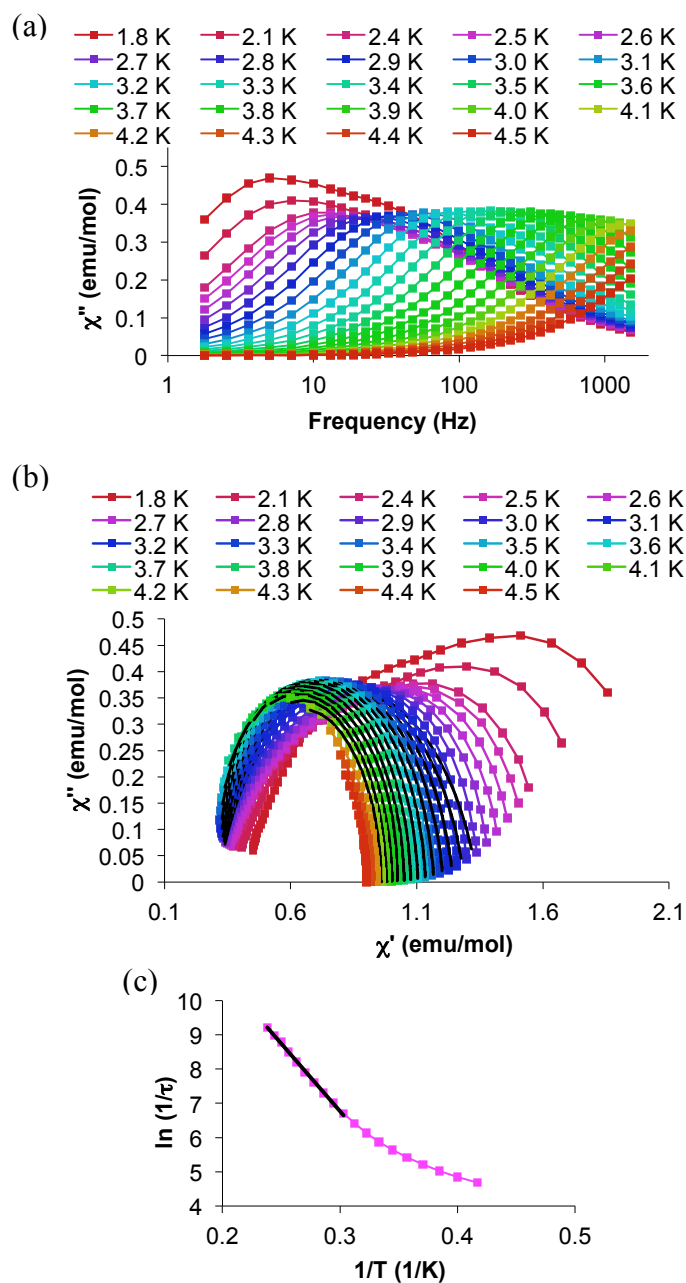 (a)
1.8 K 2.1 K 2.4 K 2.5 K 2.6 K
2.7 K 2.8 K 2.9 K 3.0 K 3.1 K
3.2 K 3.3 K 3.4 K 3.5 K 3.6 K
3.7 K 3.8 K 3.9 K 4.0 K 4.1 K
4.2 K 4.3 K 4.4 K 4.5 K
χ" (emu/mol)
0.5
0.4
0.3
0.2
0.1
0
1 10 100 1000
Frequency (Hz)
(b)
1.8 K 2.1 K 2.4 K 2.5 K 2.6 K
2.7 K 2.8 K 2.9 K 3.0 K 3.1 K
3.2 K 3.3 K 3.4 K 3.5 K 3.6 K
3.7 K 3.8 K 3.9 K 4.0 K 4.1 K
4.2 K 4.3 K 4.4 K 4.5 K
χ" (emu/mol)
0.5
0.45
0.4
0.35
0.3
0.25
0.2
0.15
0.1
0.05
0
0.1 0.6 1.1 1.6 2.1
χ' (emu/mol)
(c)
ln (1/τ)
10
9
8
7
6
5
4
0.2 0.3 0.4 0.5
1/T (1/K)